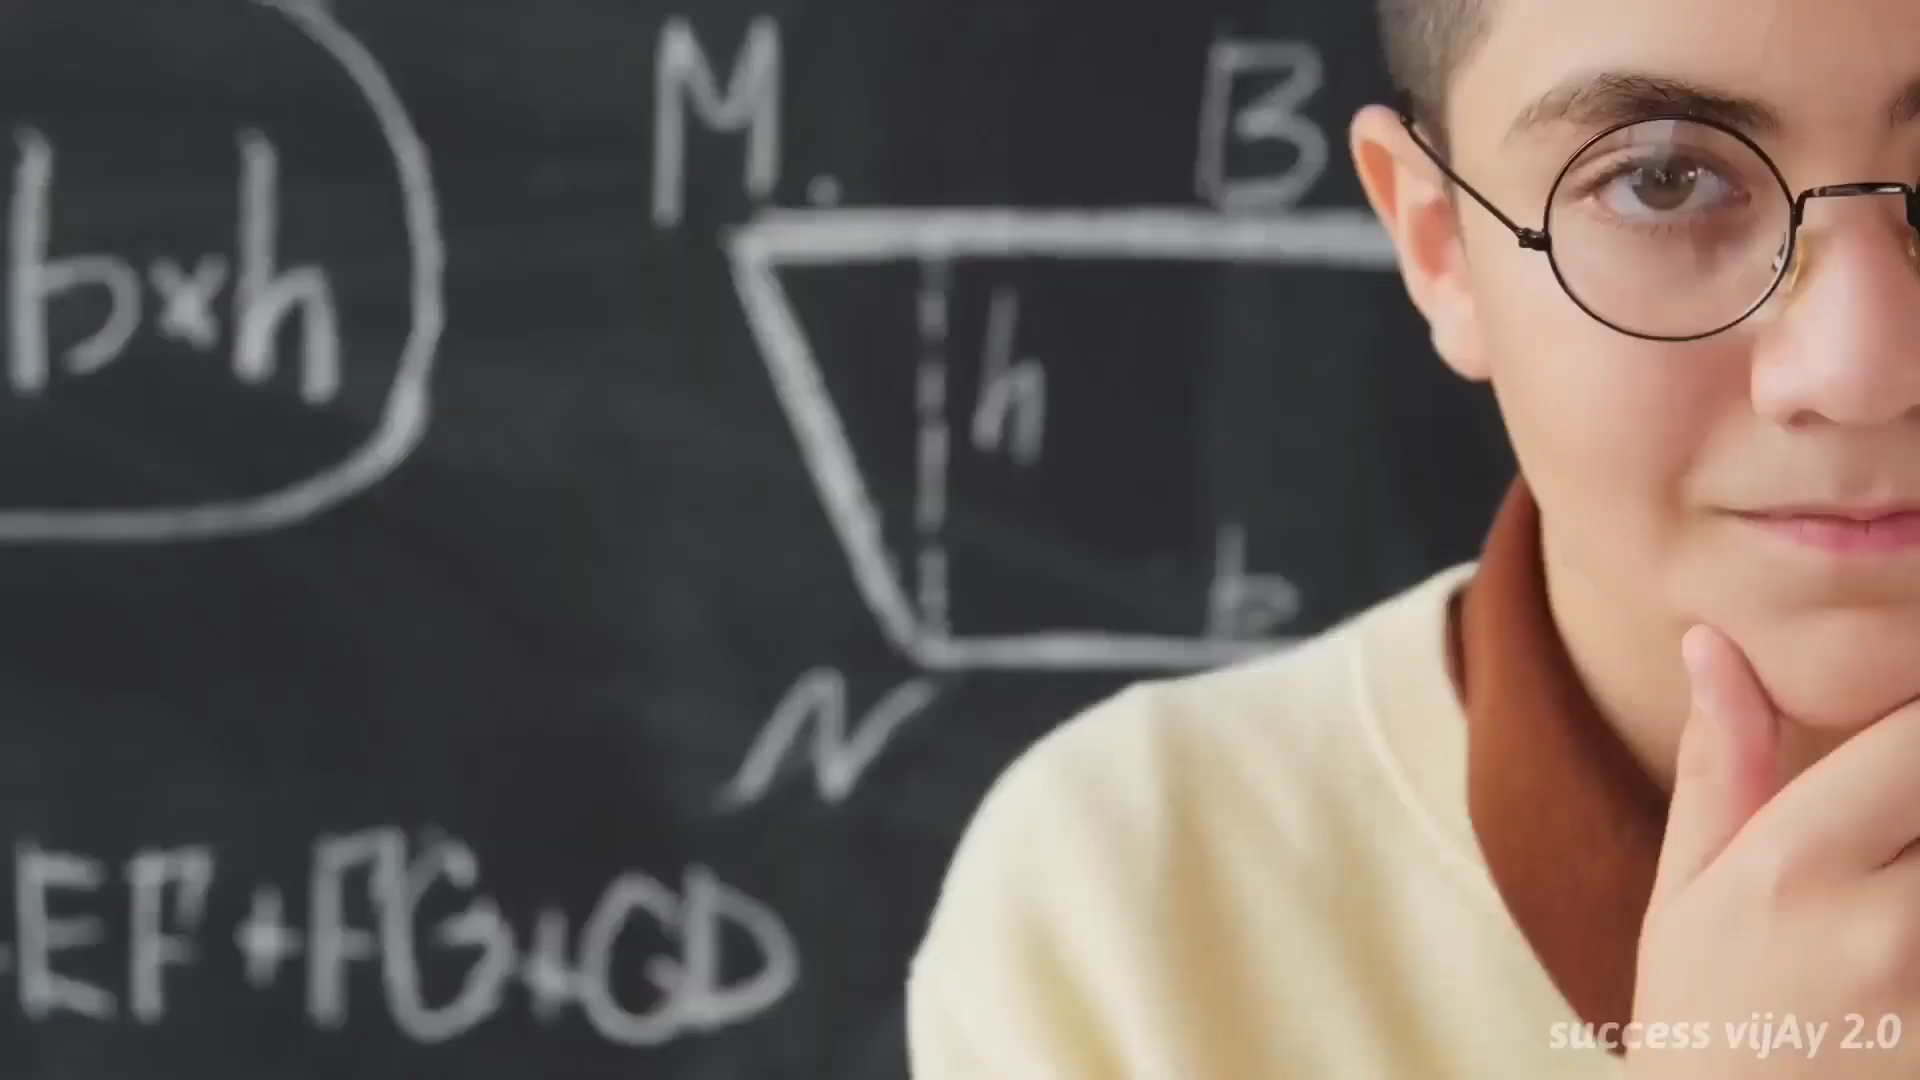 M B
b×h
h
b
N
EF+FG+GD
success vijAy 2.0